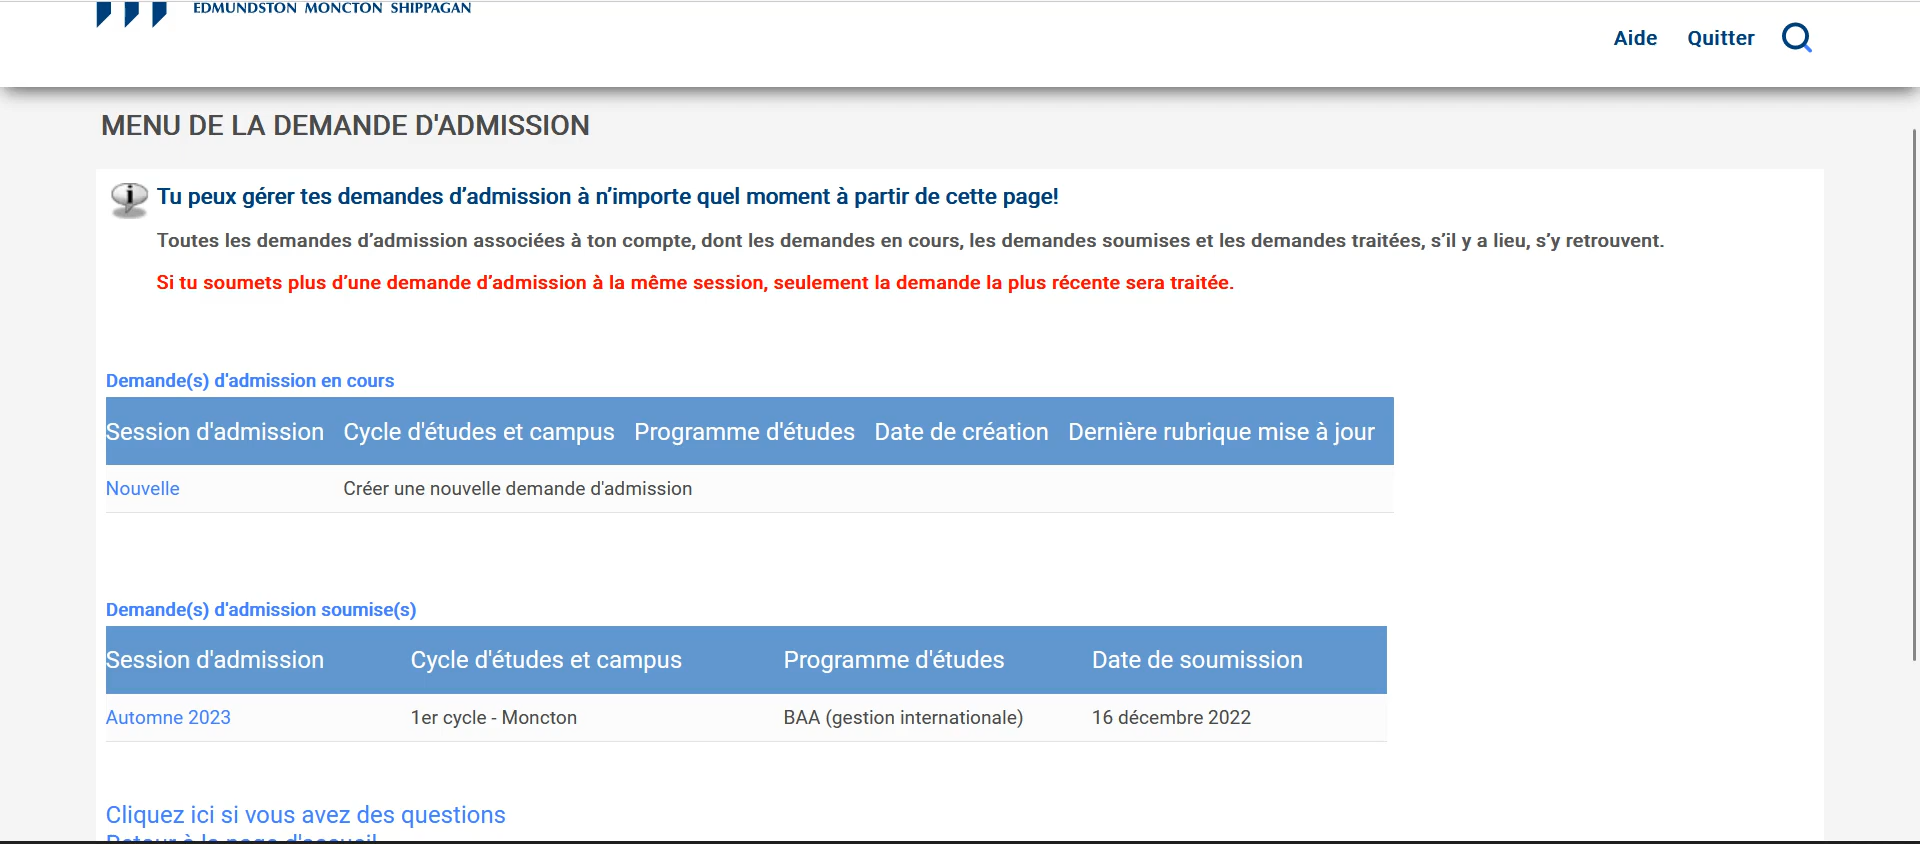 EDMUNDSTON MONCTON SHIPPAGAN
Aide Quitter
MENU DE LA DEMANDE D'ADMISSION
Tu peux gérer tes demandes d’admission à n’importe quel moment à partir de cette page!
Toutes les demandes d’admission associées à ton compte, dont les demandes en cours, les demandes soumises et les demandes traitées, s’il y a lieu, s’y retrouvent.
Si tu soumets plus d’une demande d’admission à la même session, seulement la demande la plus récente sera traitée.
Demande(s) d'admission en cours
Session d'admission Cycle d'études et campus Programme d'études Date de création Dernière rubrique mise à jour
Nouvelle Créer une nouvelle demande d'admission
Demande(s) d'admission soumise(s)
Session d'admission Cycle d'études et campus Programme d'études Date de soumission
Automne 2023 1er cycle - Moncton BAA (gestion internationale) 16 décembre 2022
Cliquez ici si vous avez des questions
Retour à la page d'accueil